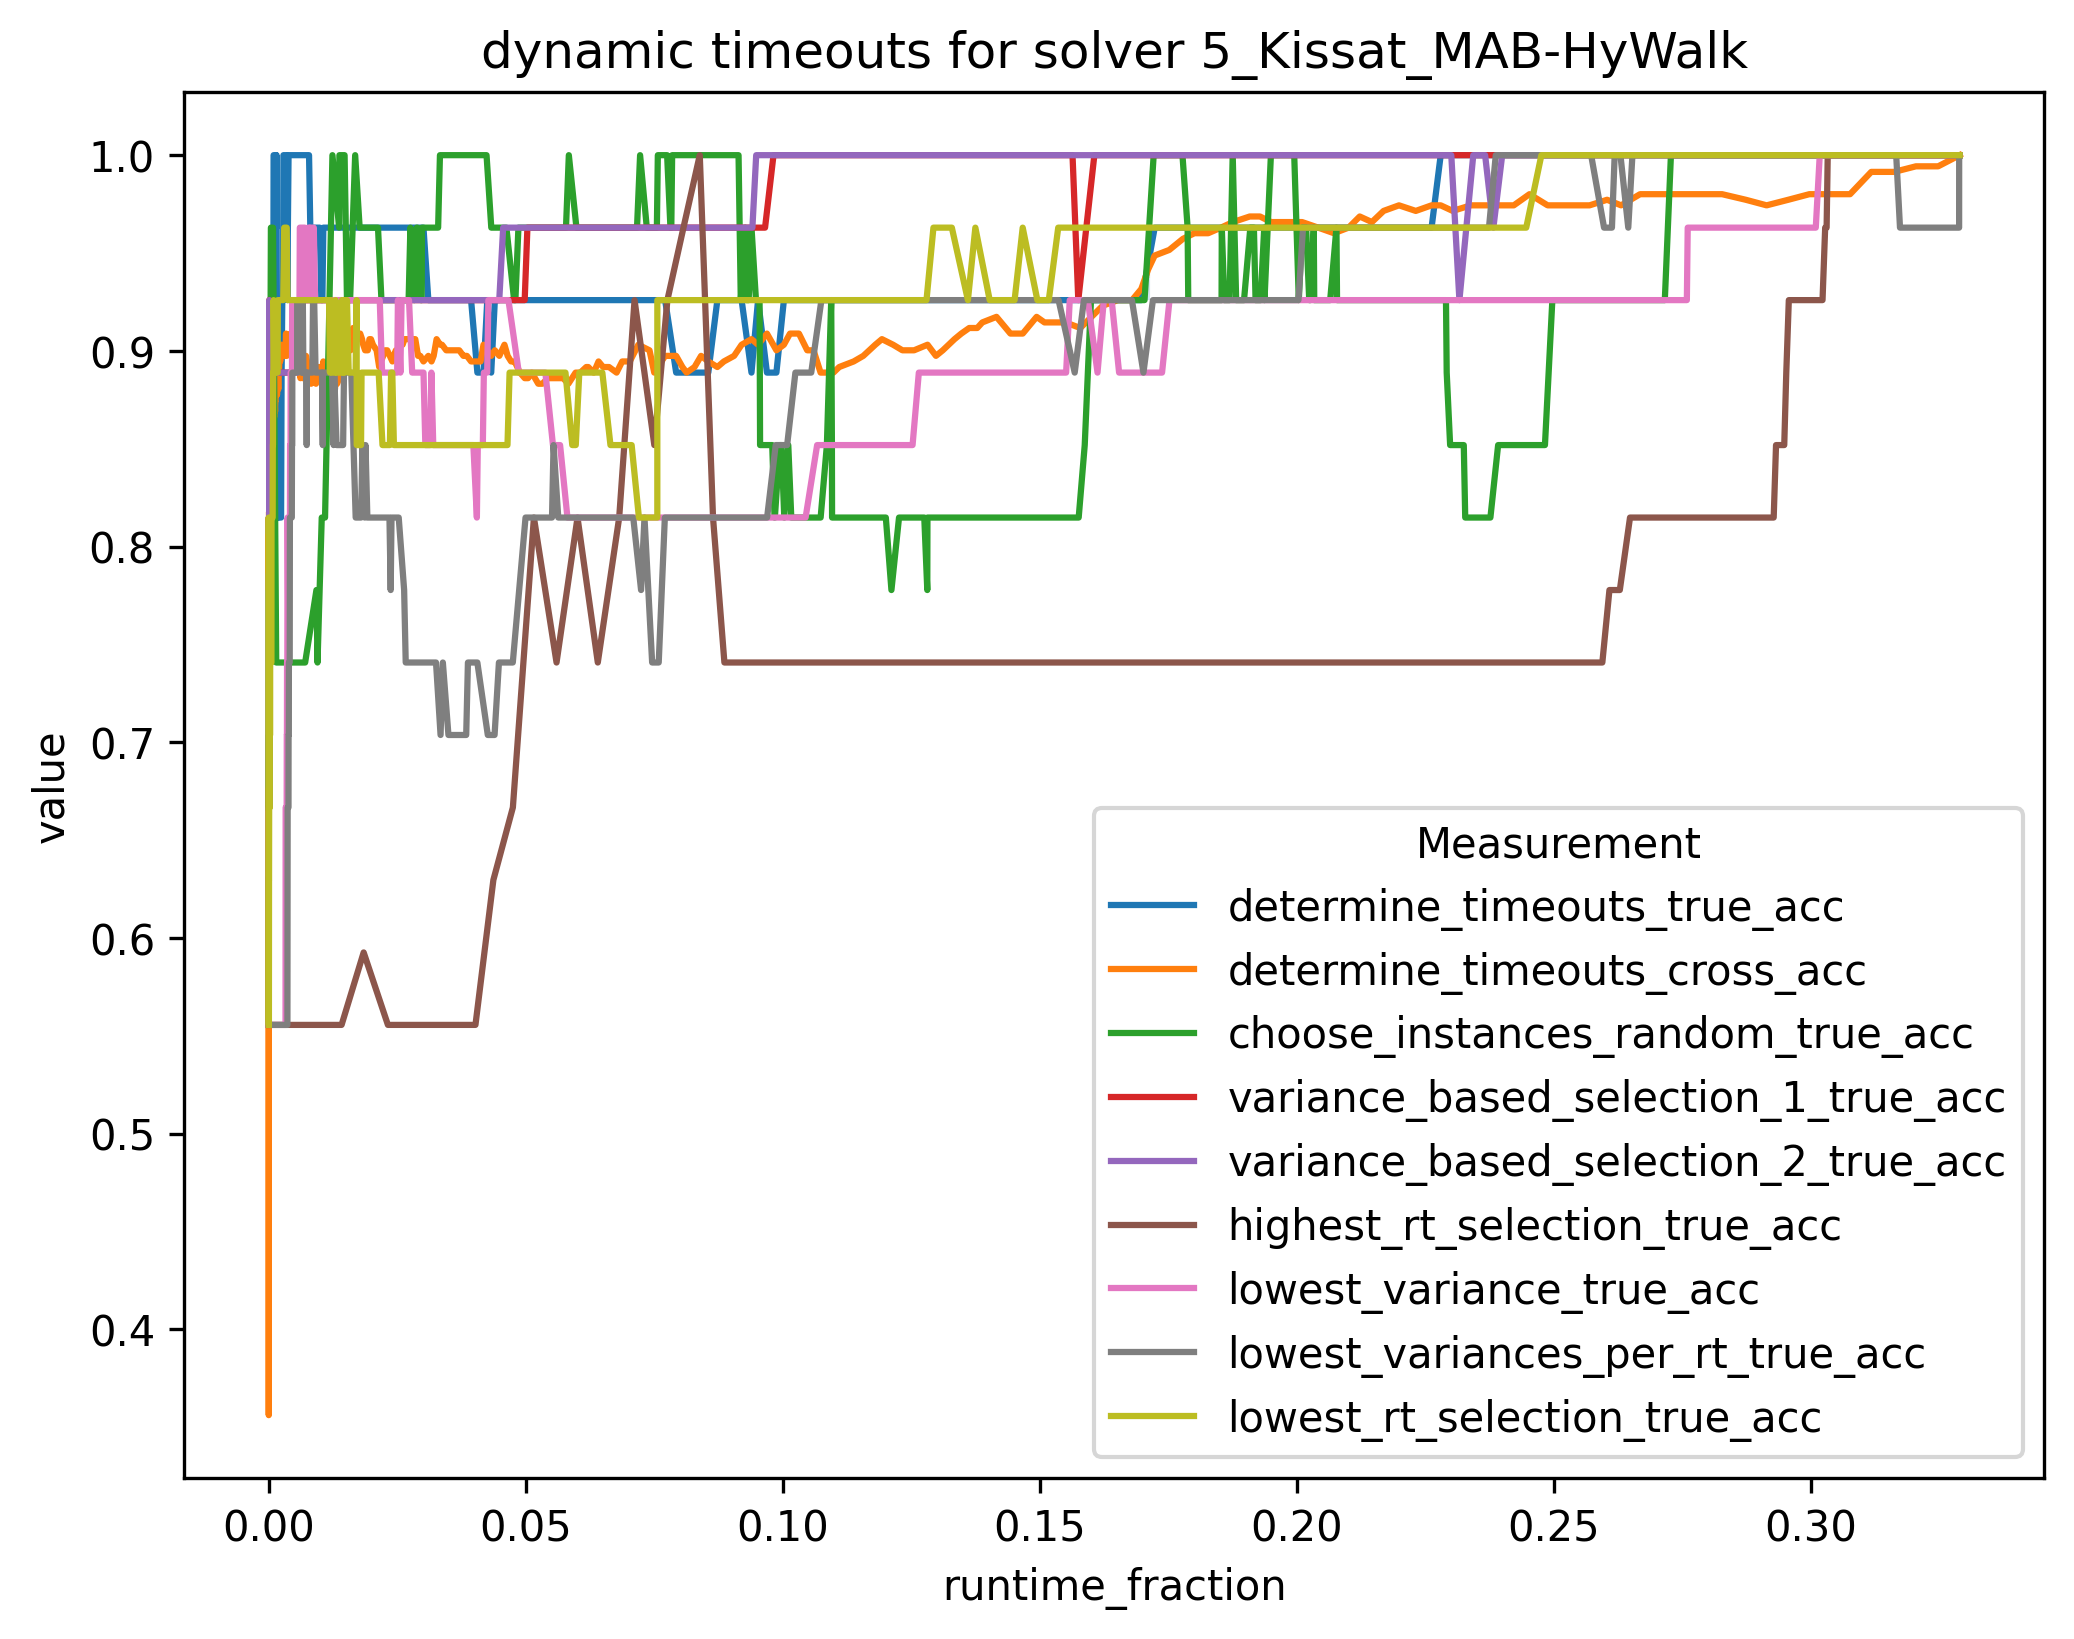 dynamic timeouts for solver 5_Kissat_MAB-HyWalk
1.0
0.9
0.8
0.7
0.6
0.5
0.4
value
Measurement
determine_timeouts_true_acc
determine_timeouts_cross_acc
choose_instances_random_true_acc
variance_based_selection_1_true_acc
variance_based_selection_2_true_acc
highest_rt_selection_true_acc
lowest_variance_true_acc
lowest_variances_per_rt_true_acc
lowest_rt_selection_true_acc
0.00 0.05 0.10 0.15 0.20 0.25 0.30
runtime_fraction